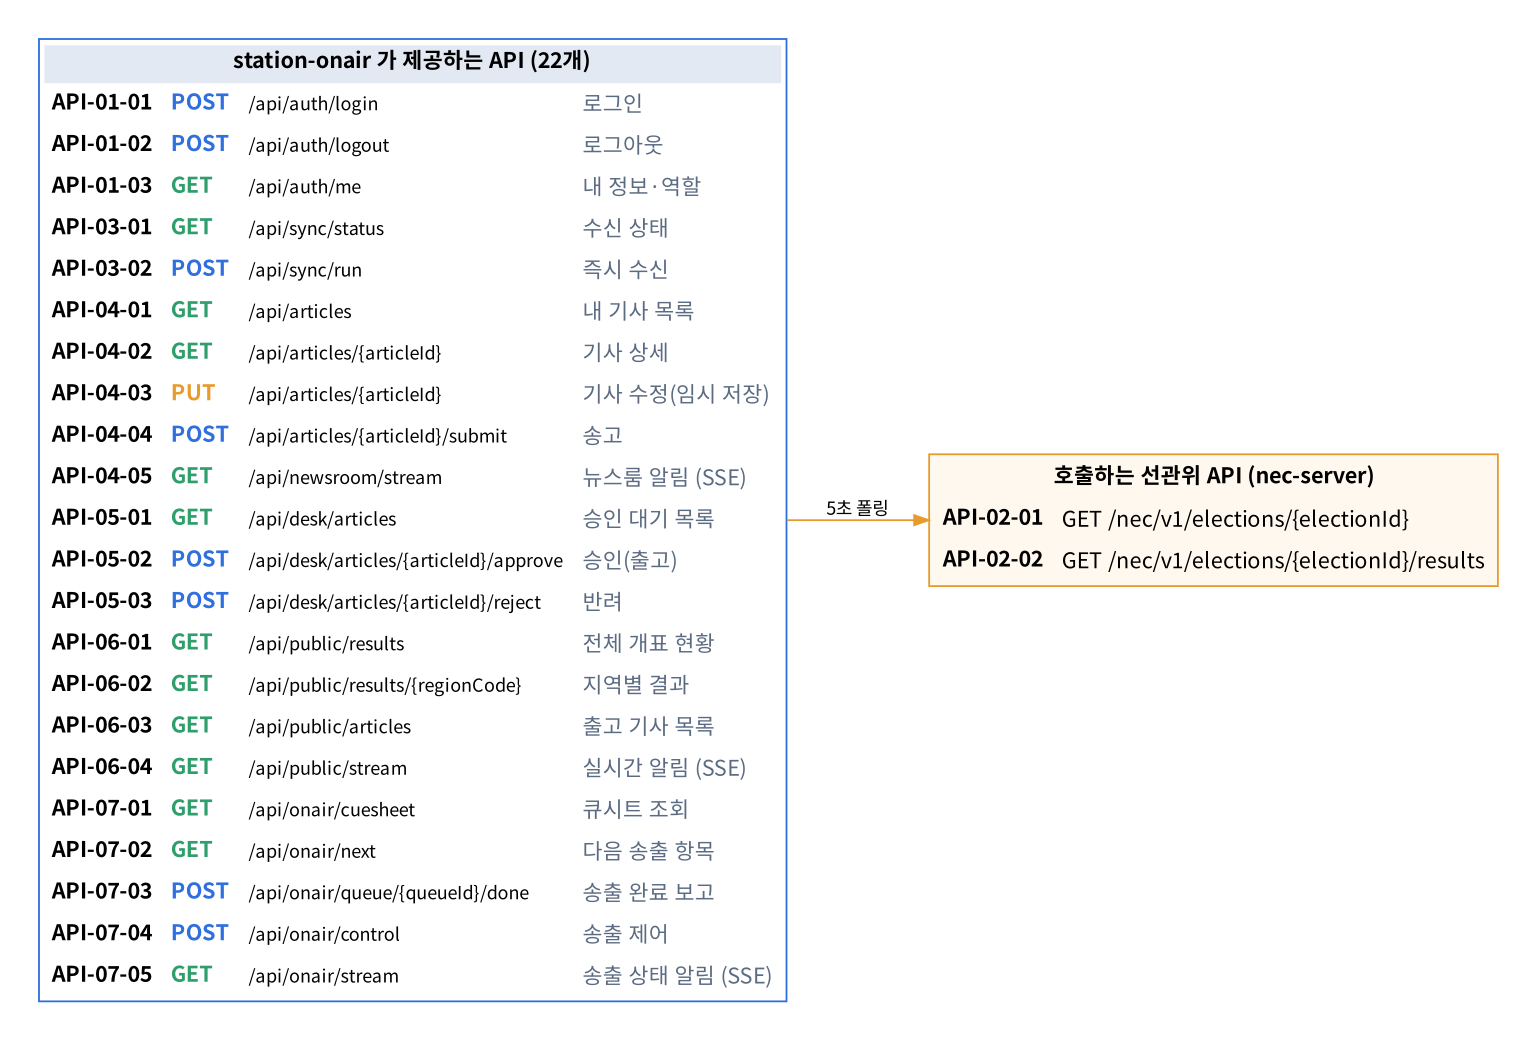 station-onair 가 제공하는 API (22개)
API-01-01 POST /api/auth/login 로그인
API-01-02 POST /api/auth/logout 로그아웃
API-01-03 GET /api/auth/me 내 정보·역할
API-03-01 GET /api/sync/status 수신 상태
API-03-02 POST /api/sync/run 즉시 수신
API-04-01 GET /api/articles 내 기사 목록
API-04-02 GET /api/articles/{articleId} 기사 상세
API-04-03 PUT /api/articles/{articleId} 기사 수정(임시 저장)
API-04-04 POST /api/articles/{articleId}/submit 송고
API-04-05 GET /api/newsroom/stream 뉴스룸 알림 (SSE)
API-05-01 GET /api/desk/articles 승인 대기 목록
API-05-02 POST /api/desk/articles/{articleId}/approve 승인(출고)
API-05-03 POST /api/desk/articles/{articleId}/reject 반려
API-06-01 GET /api/public/results 전체 개표 현황
API-06-02 GET /api/public/results/{regionCode} 지역별 결과
API-06-03 GET /api/public/articles 출고 기사 목록
API-06-04 GET /api/public/stream 실시간 알림 (SSE)
API-07-01 GET /api/onair/cuesheet 큐시트 조회
API-07-02 GET /api/onair/next 다음 송출 항목
API-07-03 POST /api/onair/queue/{queueId}/done 송출 완료 보고
API-07-04 POST /api/onair/control 송출 제어
API-07-05 GET /api/onair/stream 송출 상태 알림 (SSE)
5초 폴링
호출하는 선관위 API (nec-server)
API-02-01 GET /nec/v1/elections/{electionId}
API-02-02 GET /nec/v1/elections/{electionId}/results